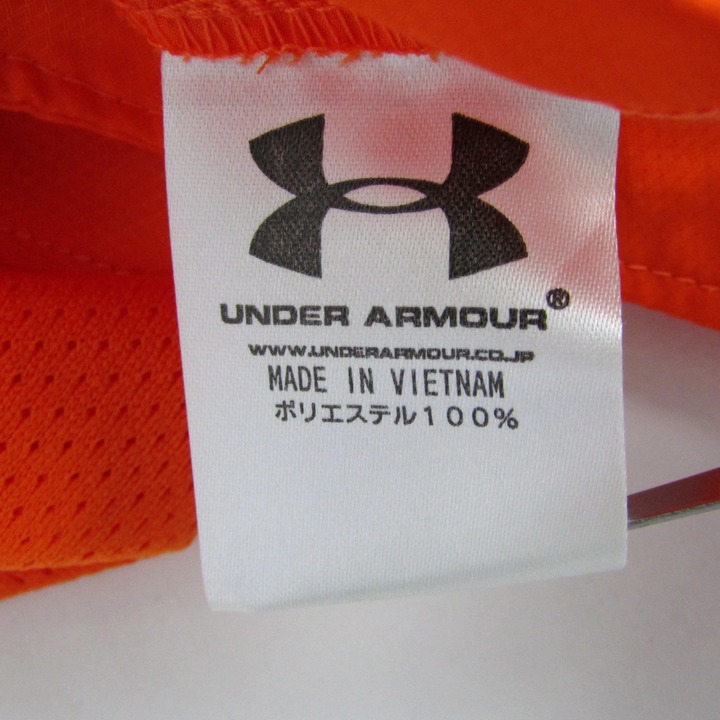 UNDER ARMOUR®
WWW.UNDERARMOUR.CO.JP
MADE IN VIETNAM
ポリエステル１００％